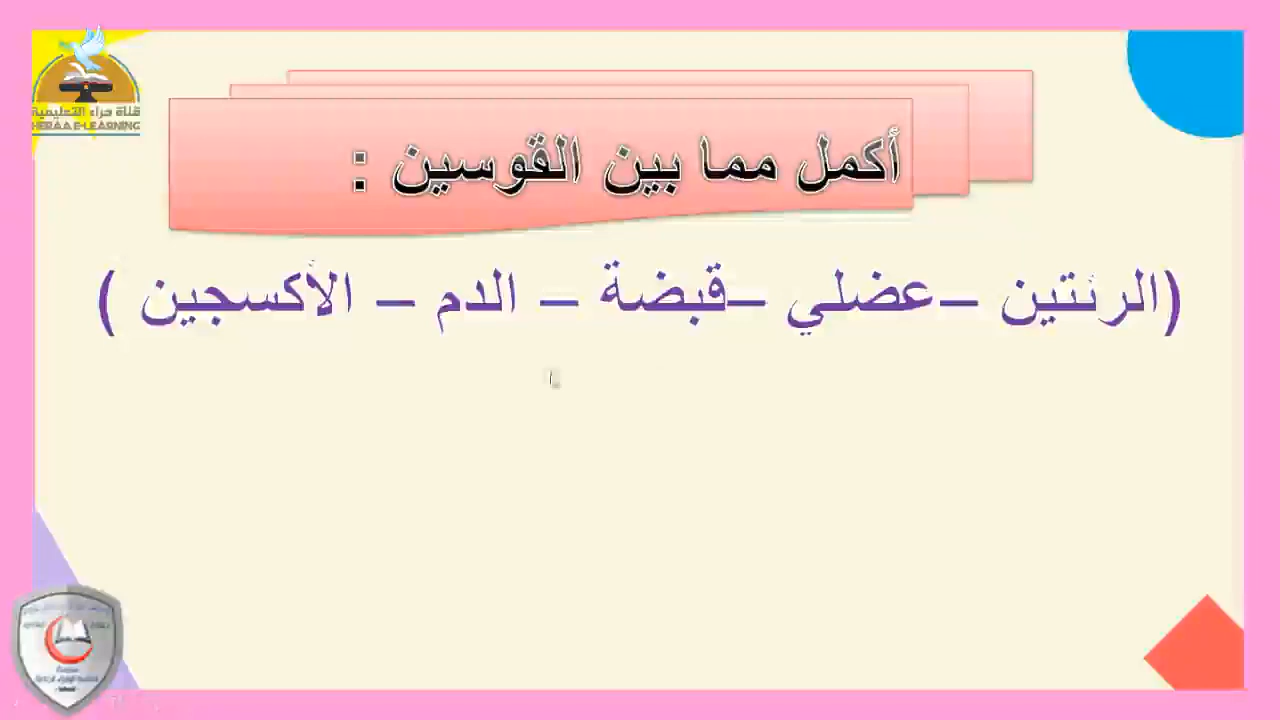 قناة حراء التعليمية
HERAA E-LEARNING
أكمل مما بين القوسين :
(الرئتين – عضلي – قبضة – الدم – الأكسجين )